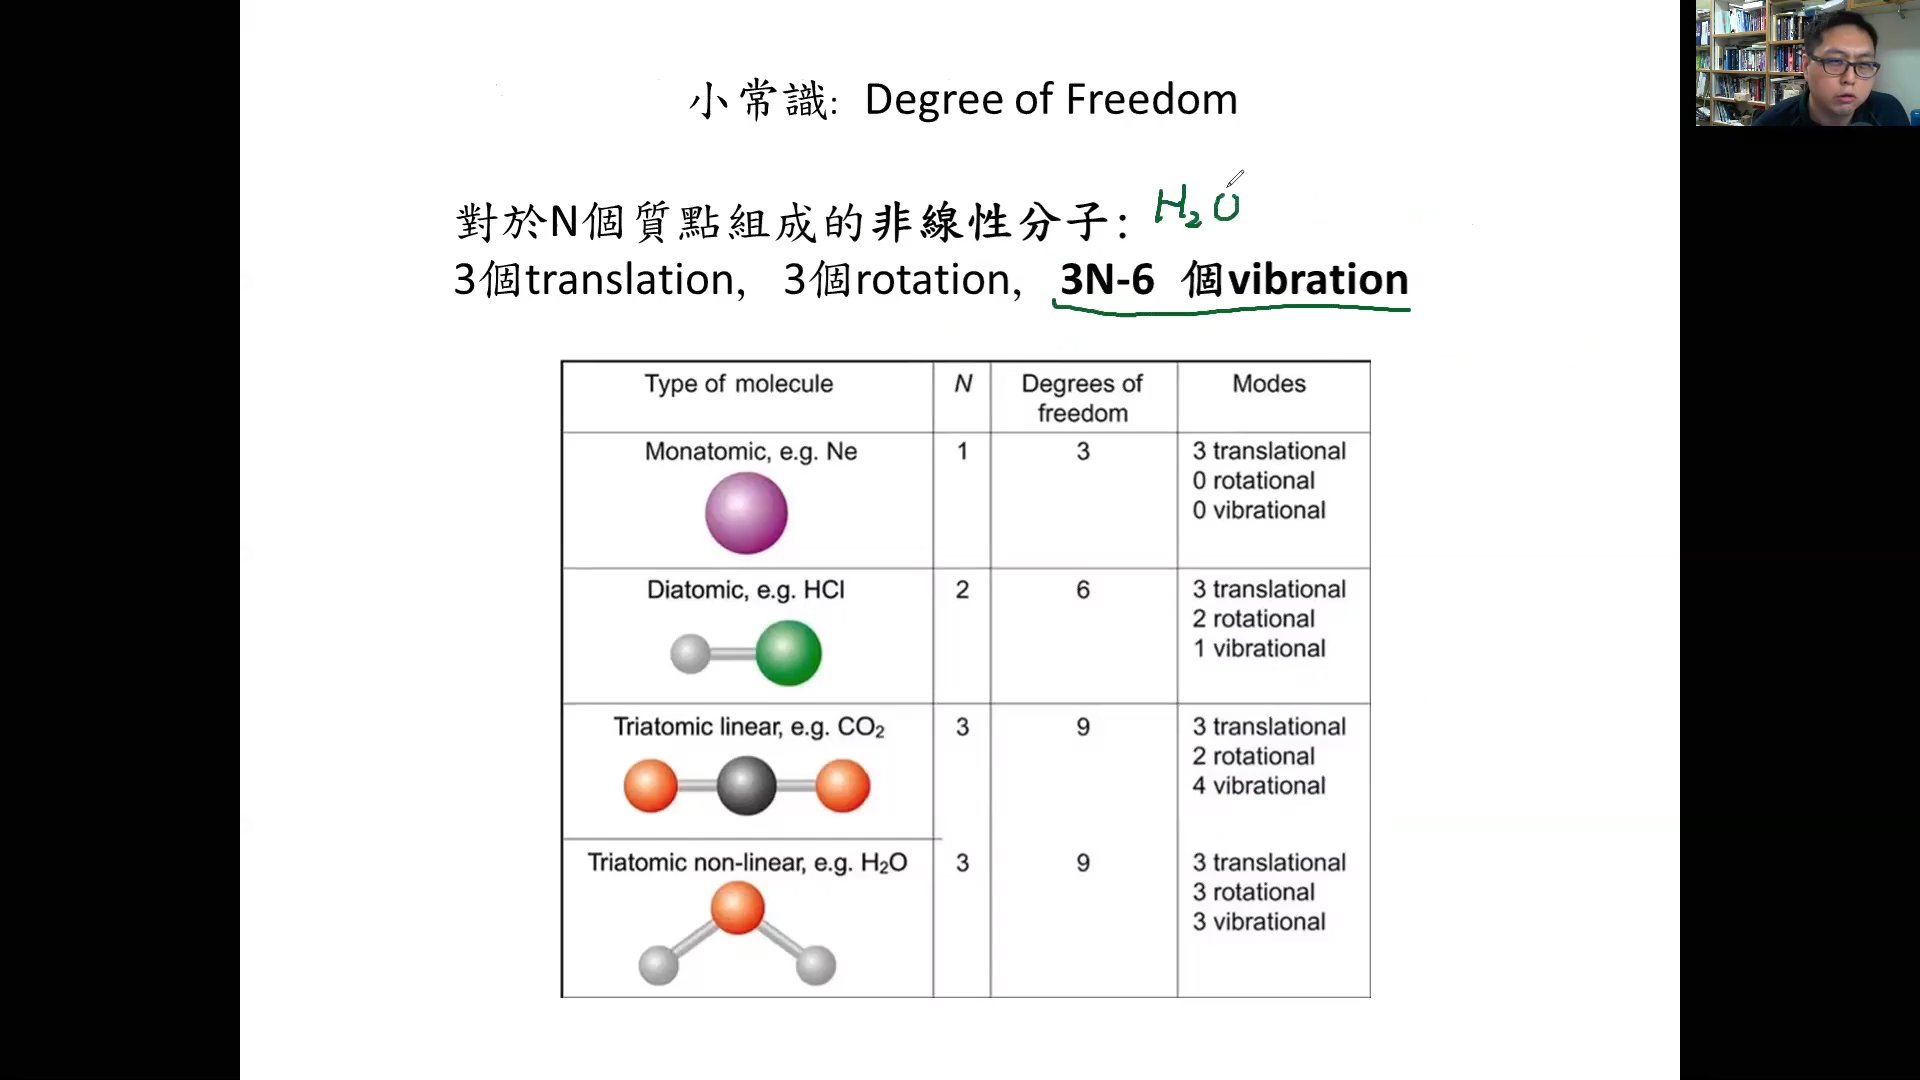 小常識: Degree of Freedom
對於N個質點組成的非線性分子: H₂O
3個translation, 3個rotation, 3N-6 個vibration
Type of molecule N Degrees of freedom Modes
Monatomic, e.g. Ne 1 3 3 translational
0 rotational
0 vibrational
Diatomic, e.g. HCl 2 6 3 translational
2 rotational
1 vibrational
Triatomic linear, e.g. CO₂ 3 9 3 translational
2 rotational
4 vibrational
Triatomic non-linear, e.g. H₂O 3 9 3 translational
3 rotational
3 vibrational